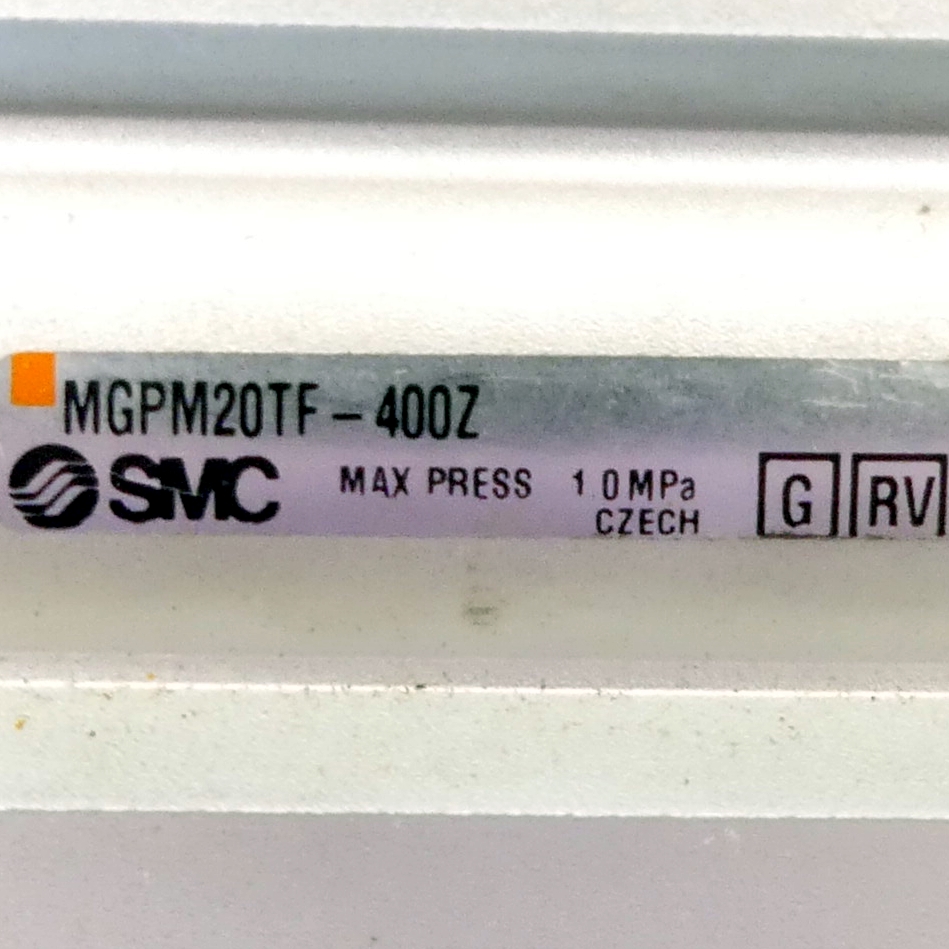 MGPM20TF-400Z
SMC MAX PRESS 1.0MPa G RV
CZECH